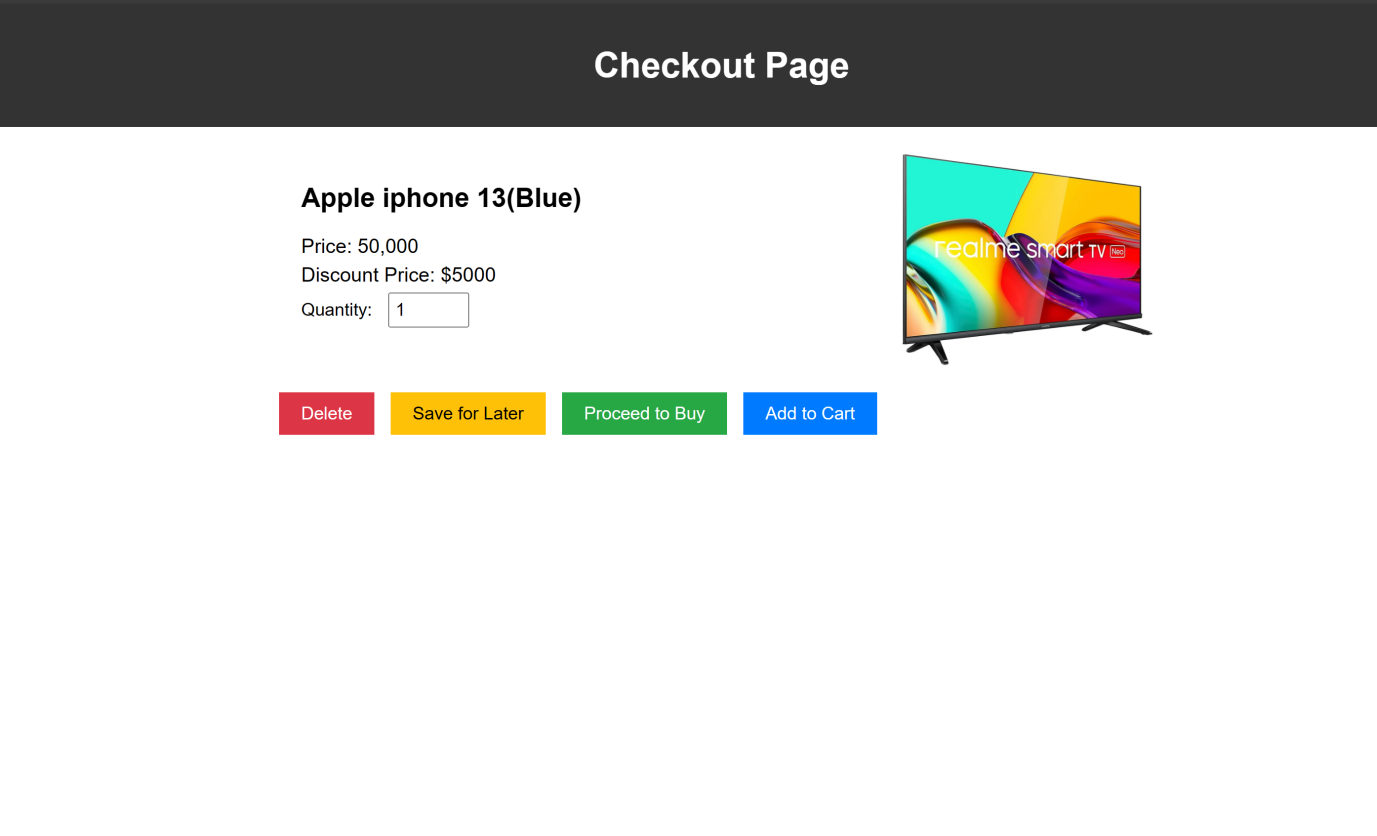 Checkout Page
Apple iphone 13(Blue)
Price: 50,000
Discount Price: $5000
Quantity: 1
realme smart TV Neo
Delete Save for Later Proceed to Buy Add to Cart